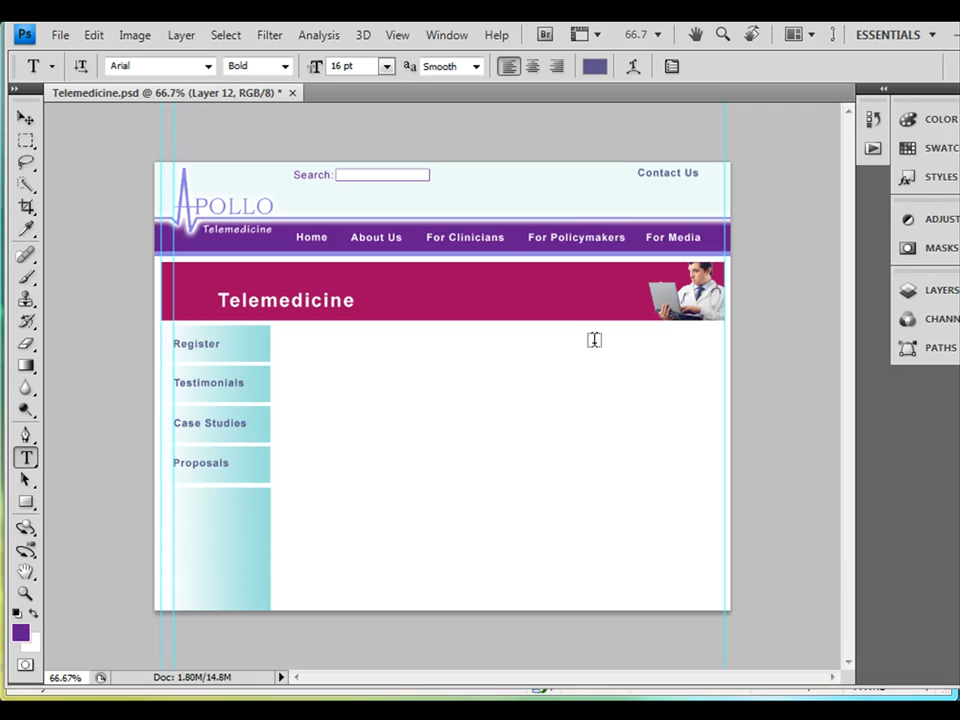 Ps File Edit Image Layer Select Filter Analysis 3D View Window Help Br 66.7 ESSENTIALS
T Arial Bold 16 pt aa Smooth
Telemedicine.psd @ 66.7% (Layer 12, RGB/8) *
COLOR
SWATC
STYLES
ADJUST
MASKS
LAYERS
CHANN
PATHS
Search:
Contact Us
APOLLO
Telemedicine
Home About Us For Clinicians For Policymakers For Media
Telemedicine
Register
Testimonials
Case Studies
Proposals
66.67% Doc: 1.80M/14.8M